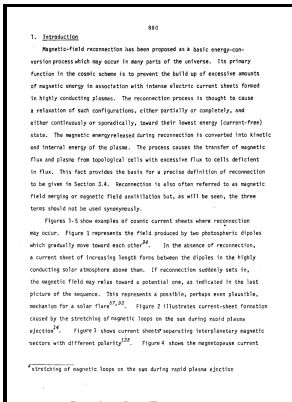 980
1. Introduction
Magnetic-field reconnection has been proposed as a basic energy-con-
version process which may occur in many parts of the universe. Its primary
function in the cosmic scheme is to prevent the build up of excessive amounts
of magnetic energy in association with intense electric current sheets formed
in highly conducting plasmas. The reconnection process is thought to cause
a relaxation of such configurations, either partially or completely, and
either continuously or sporadically, toward their lowest energy (current-free)
state. The magnetic energy released during reconnection is converted into kinetic
and internal energy of the plasma. The process causes the transfer of magnetic
flux and plasma from topological cells with excessive flux to cells deficient
in flux. This fact provides the basis for a precise definition of reconnection
to be given in Section 3.4. Reconnection is also often referred to as magnetic
field merging or magnetic field annihilation but, as will be seen, the three
terms should not be used synonymously.
Figures 1-5 show examples of cosmic current sheets where reconnection
may occur. Figure 1 represents the field produced by two photospheric dipoles
which gradually move toward each other94. In the absence of reconnection,
a current sheet of increasing length forms between the dipoles in the highly
conducting solar atmosphere above them. If reconnection suddenly sets in,
the magnetic field may relax toward a potential one, as indicated in the last
picture of the sequence. This represents a possible, perhaps even plausible,
mechanism for a solar flare57,93. Figure 2 illustrates current-sheet formation
caused by the stretching of magnetic loops on the sun during rapid plasma
ejection14. Figure 3 shows current sheets separating interplanetary magnetic
sectors with different polarity125. Figure 4 shows the magnetopause current
stretching of magnetic loops on the sun during rapid plasma ejection